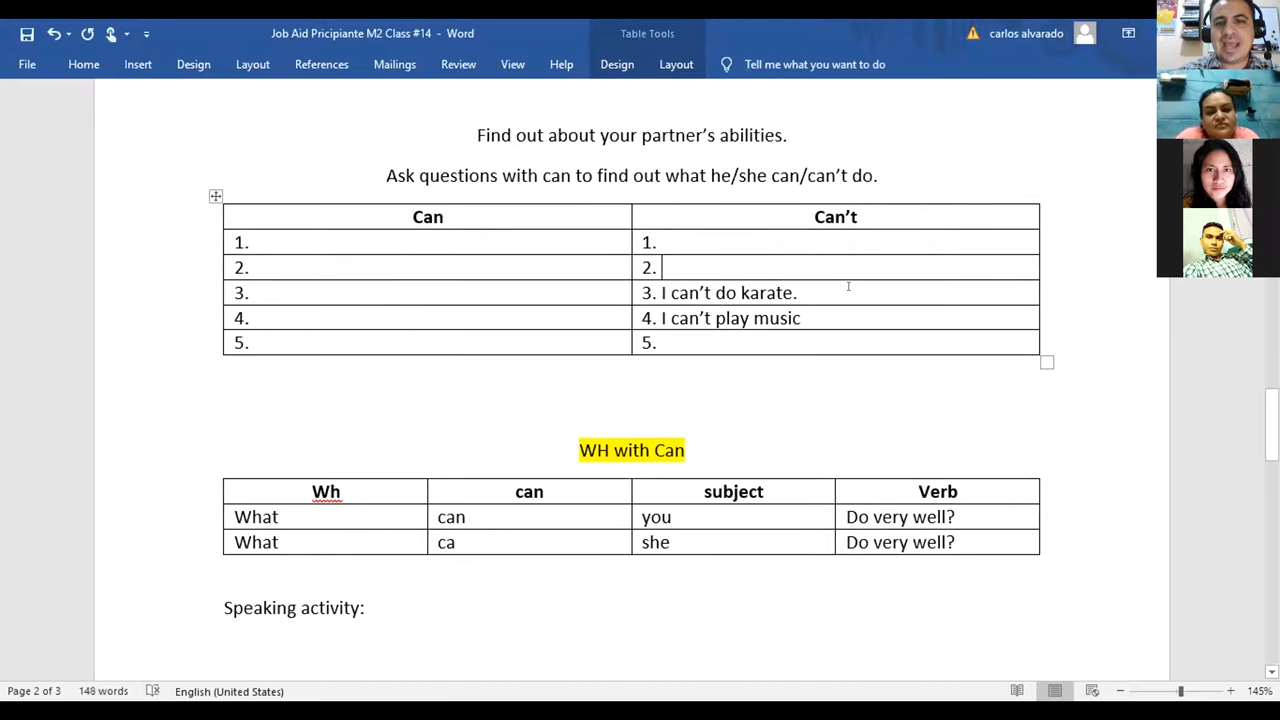 Job Aid Pricipiante M2 Class #14 - Word
Table Tools
carlos alvarado
File Home Insert Design Layout References Mailings Review View Help Design Layout Tell me what you want to do
Find out about your partner’s abilities.
Ask questions with can to find out what he/she can/can’t do.
Can Can’t
1. 1.
2. 2.
3. 3. I can’t do karate.
4. 4. I can’t play music
5. 5.
WH with Can
Wh can subject Verb
What can you Do very well?
What ca she Do very well?
Speaking activity:
Page 2 of 3 148 words English (United States) 145%